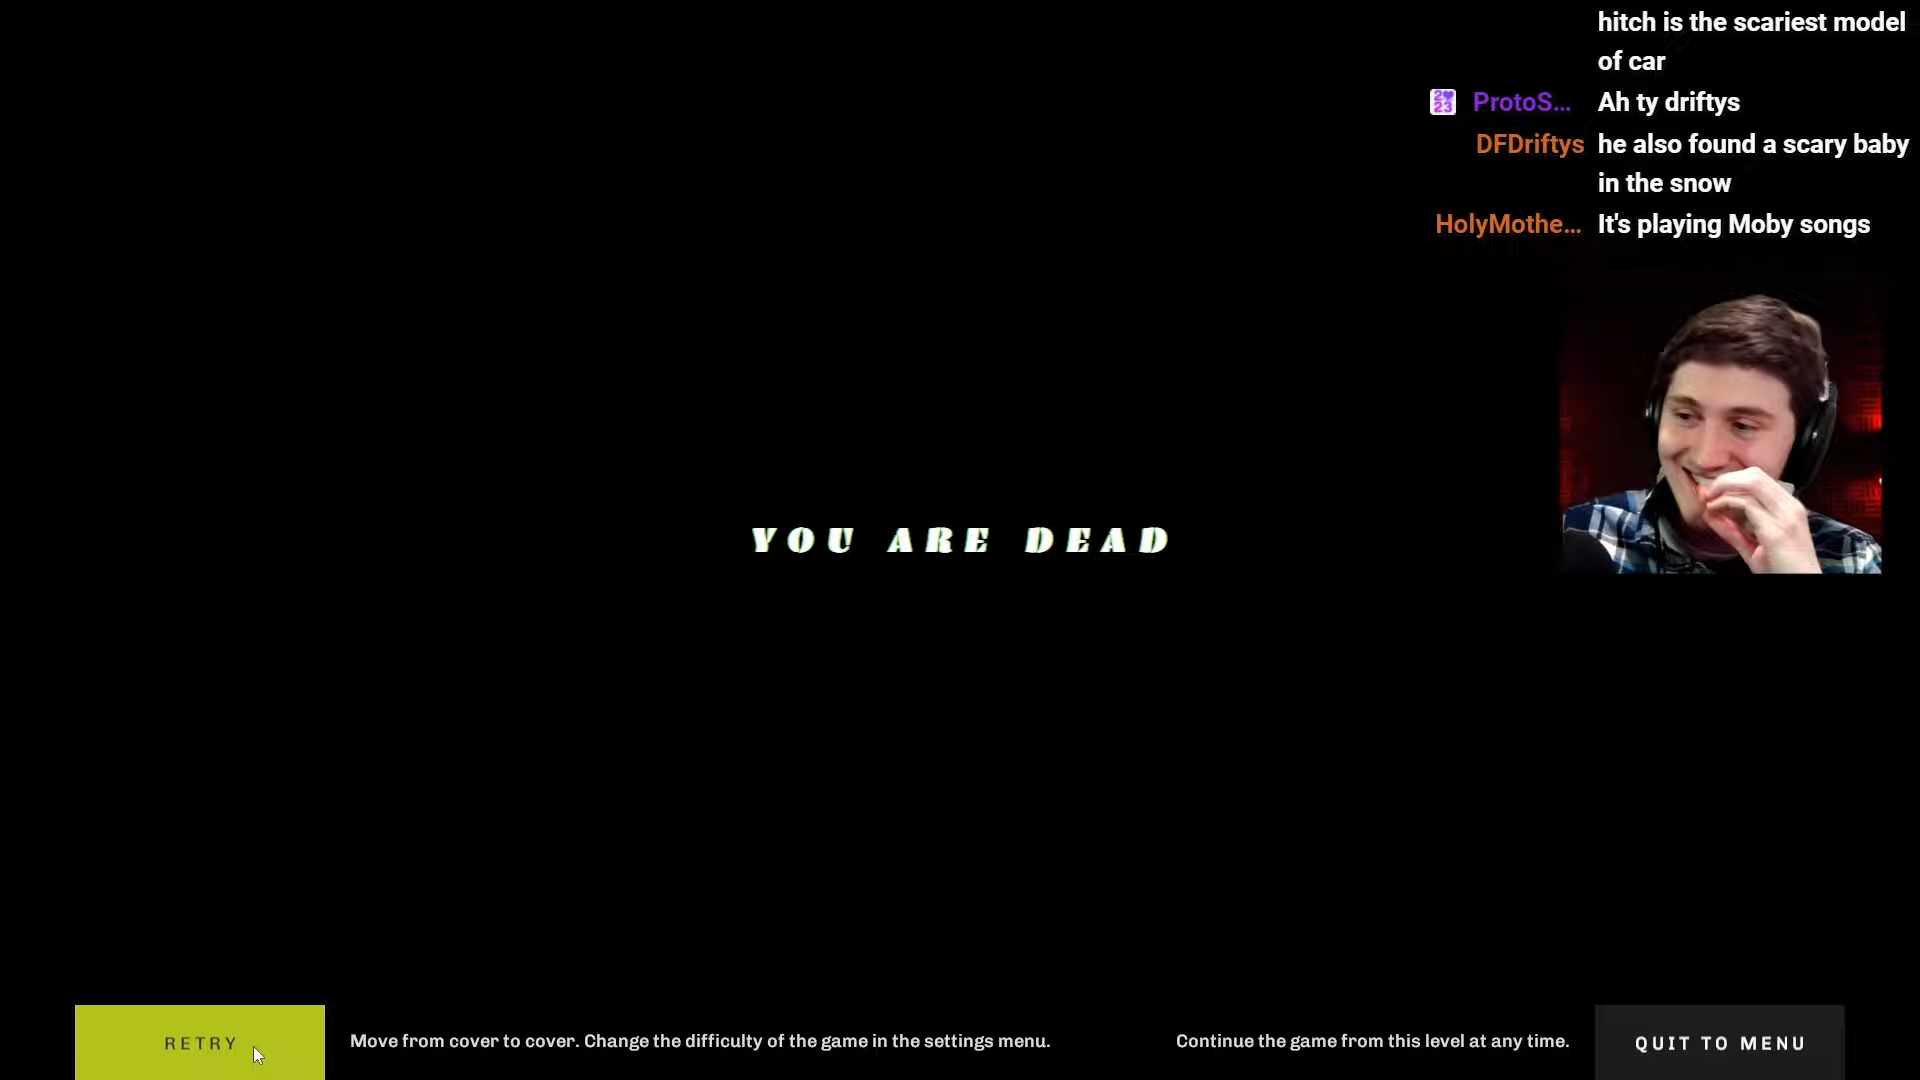 hitch is the scariest model
of car
ProtoS... Ah ty driftys
DFDriftys he also found a scary baby
in the snow
HolyMothe... It's playing Moby songs
YOU ARE DEAD
RETRY Move from cover to cover. Change the difficulty of the game in the settings menu. Continue the game from this level at any time. QUIT TO MENU